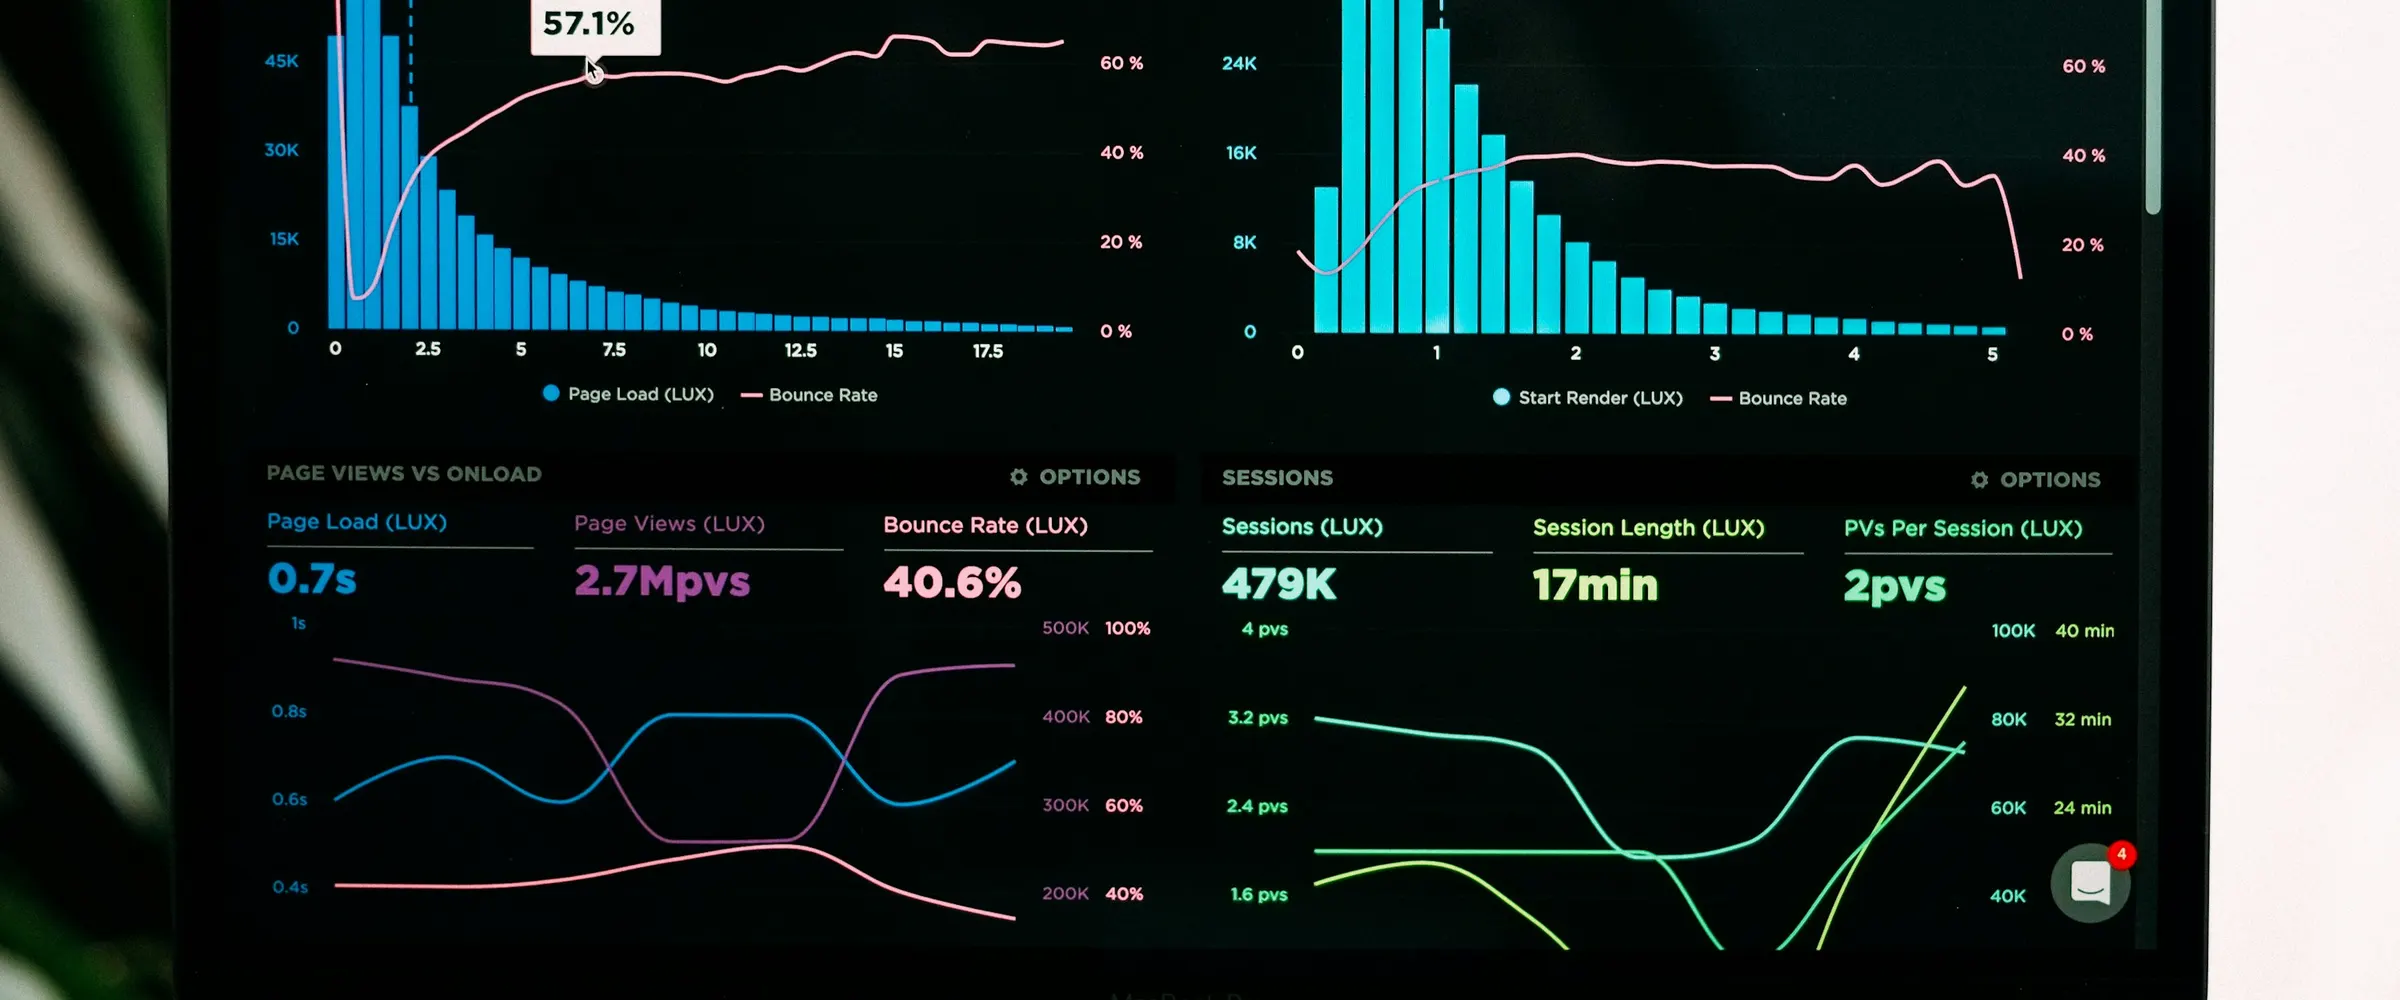 57.1%
45K
30K
15K
0
60 %
40 %
20 %
0 %
0 2.5 5 7.5 10 12.5 15 17.5
Page Load (LUX) Bounce Rate
24K
16K
8K
0
60 %
40 %
20 %
0 %
0 1 2 3 4 5
Start Render (LUX) Bounce Rate
PAGE VIEWS VS ONLOAD OPTIONS
Page Load (LUX) Page Views (LUX) Bounce Rate (LUX)
0.7s 2.7Mpvs 40.6%
1s 500K 100%
0.8s 400K 80%
0.6s 300K 60%
0.4s 200K 40%
SESSIONS OPTIONS
Sessions (LUX) Session Length (LUX) PVs Per Session (LUX)
479K 17min 2pvs
4 pvs 100K 40 min
3.2 pvs 80K 32 min
2.4 pvs 60K 24 min
1.6 pvs 40K
4